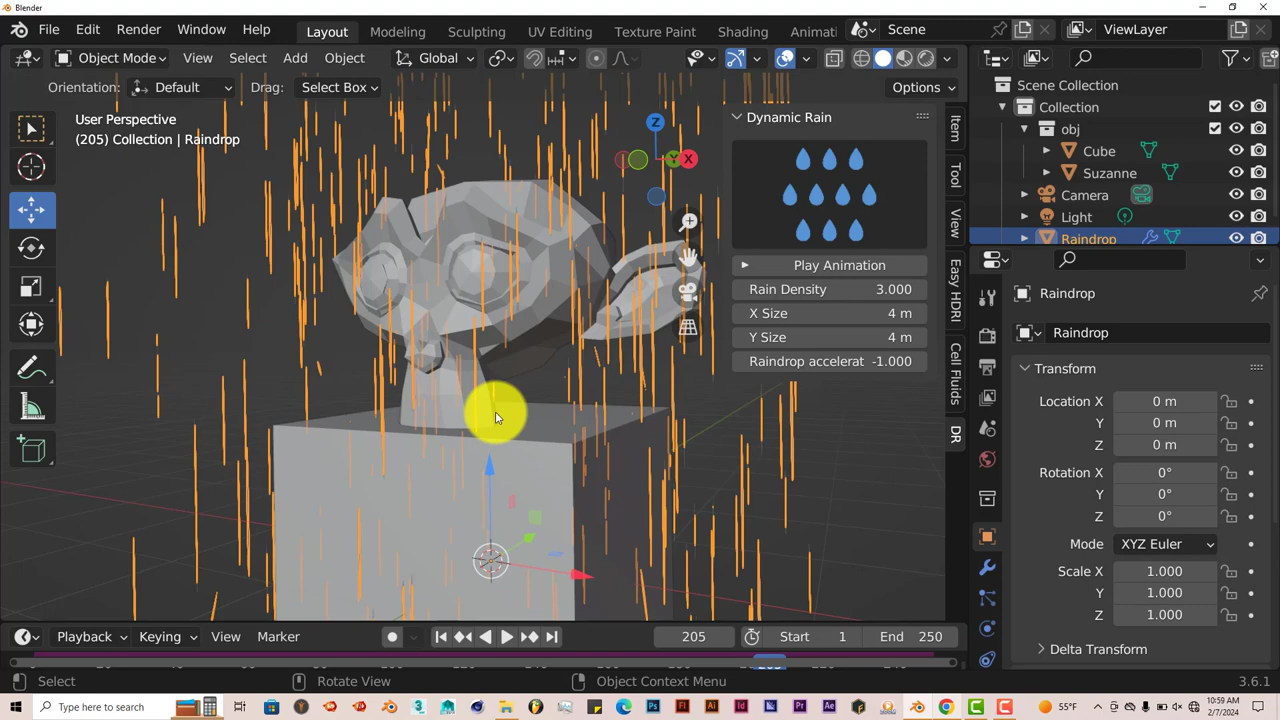 Blender
File Edit Render Window Help Layout Modeling Sculpting UV Editing Texture Paint Shading Animati Scene ViewLayer
Object Mode View Select Add Object Global
Orientation: Default Drag: Select Box Options
User Perspective
(205) Collection | Raindrop
Z
Y
X
Dynamic Rain
Play Animation
Rain Density 3.000
X Size 4 m
Y Size 4 m
Raindrop accelerat -1.000
Item
Tool
View
Easy HDRI
Cell Fluids
DR
Scene Collection
Collection
obj
Cube
Suzanne
Camera
Light
Raindrop
Raindrop
Raindrop
Transform
Location X 0 m
Y 0 m
Z 0 m
Rotation X 0°
Y 0°
Z 0°
Mode XYZ Euler
Scale X 1.000
Y 1.000
Z 1.000
Delta Transform
Playback Keying View Marker 205 Start 1 End 250
205
Select Rotate View Object Context Menu 3.6.1
Type here to search
55°F
10:59 AM
2/7/2024